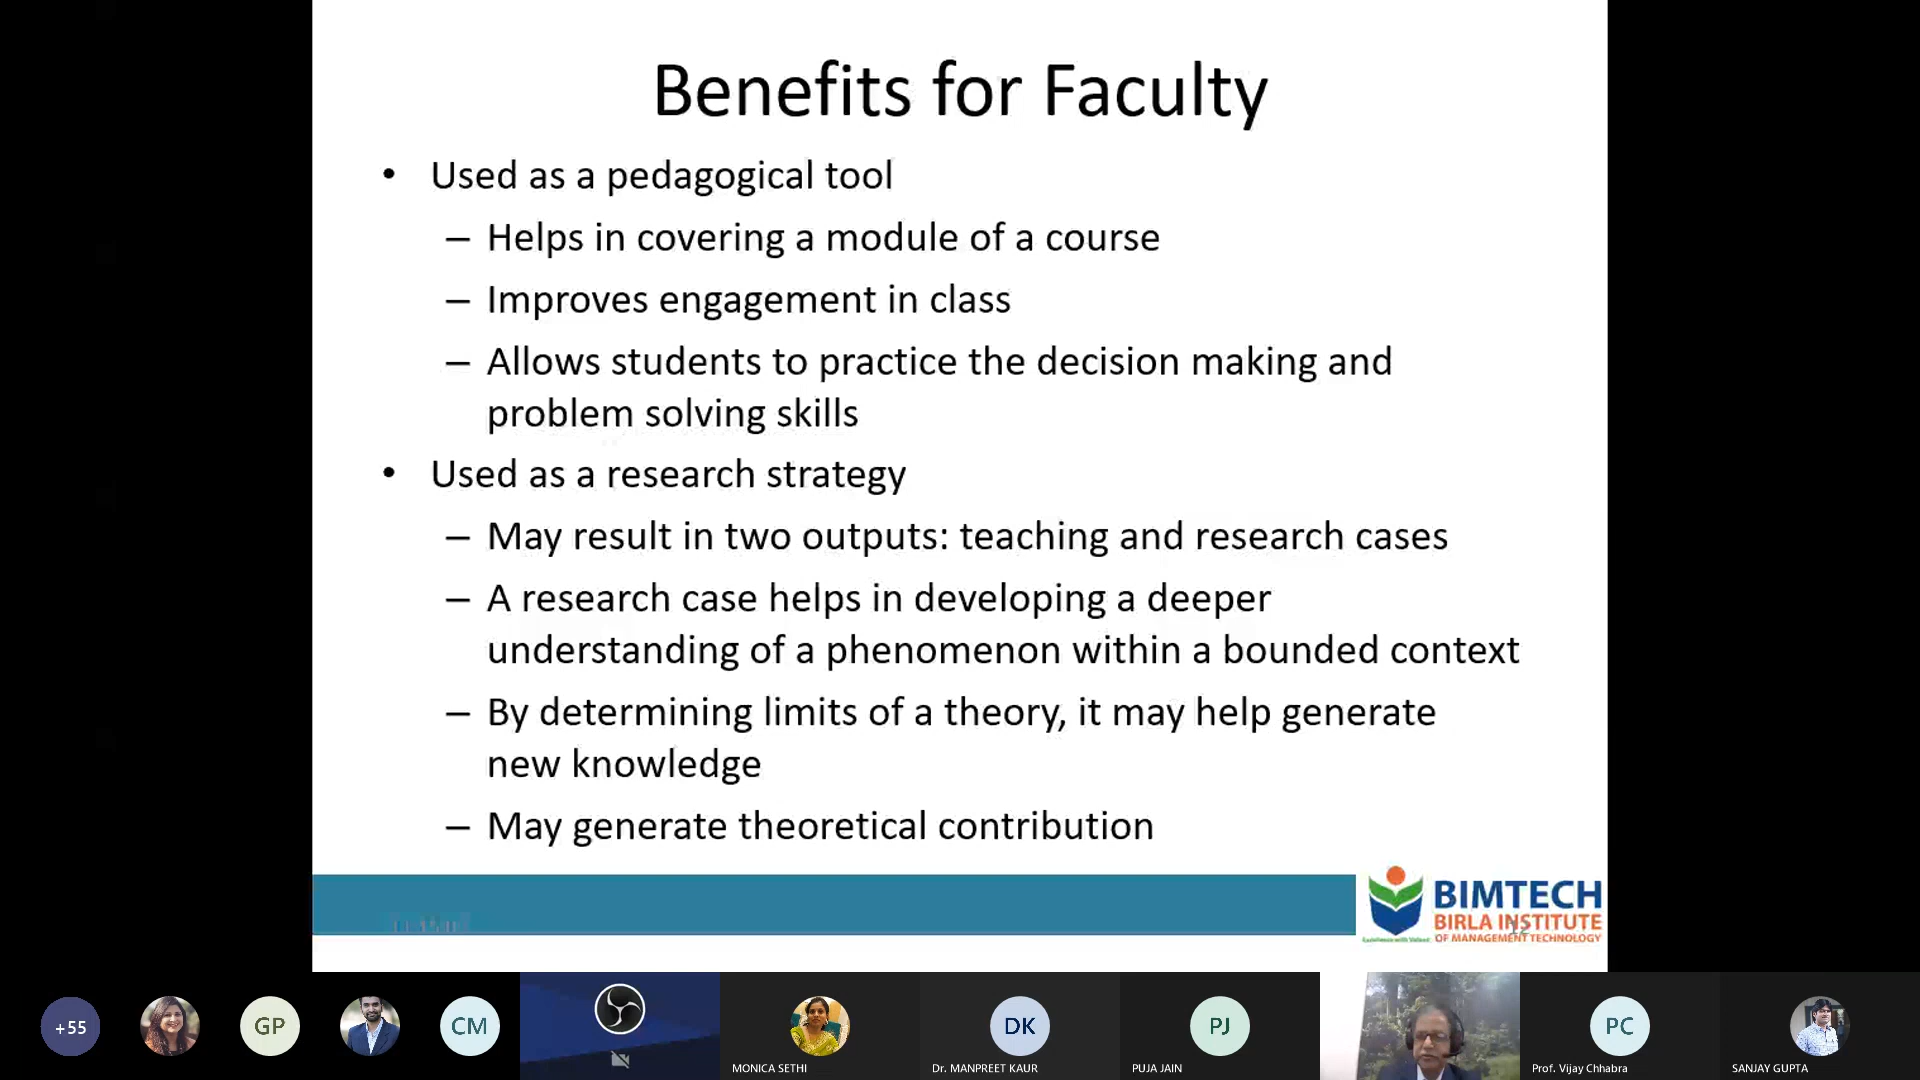 Benefits for Faculty
• Used as a pedagogical tool
– Helps in covering a module of a course
– Improves engagement in class
– Allows students to practice the decision making and
problem solving skills
• Used as a research strategy
– May result in two outputs: teaching and research cases
– A research case helps in developing a deeper
understanding of a phenomenon within a bounded context
– By determining limits of a theory, it may help generate
new knowledge
– May generate theoretical contribution
BIMTECH
BIRLA INSTITUTE
OF MANAGEMENT TECHNOLOGY
12
+55
GP
CM
DK
PJ
PC
MONICA SETHI
Dr. MANPREET KAUR
PUJA JAIN
Prof. Vijay Chhabra
SANJAY GUPTA